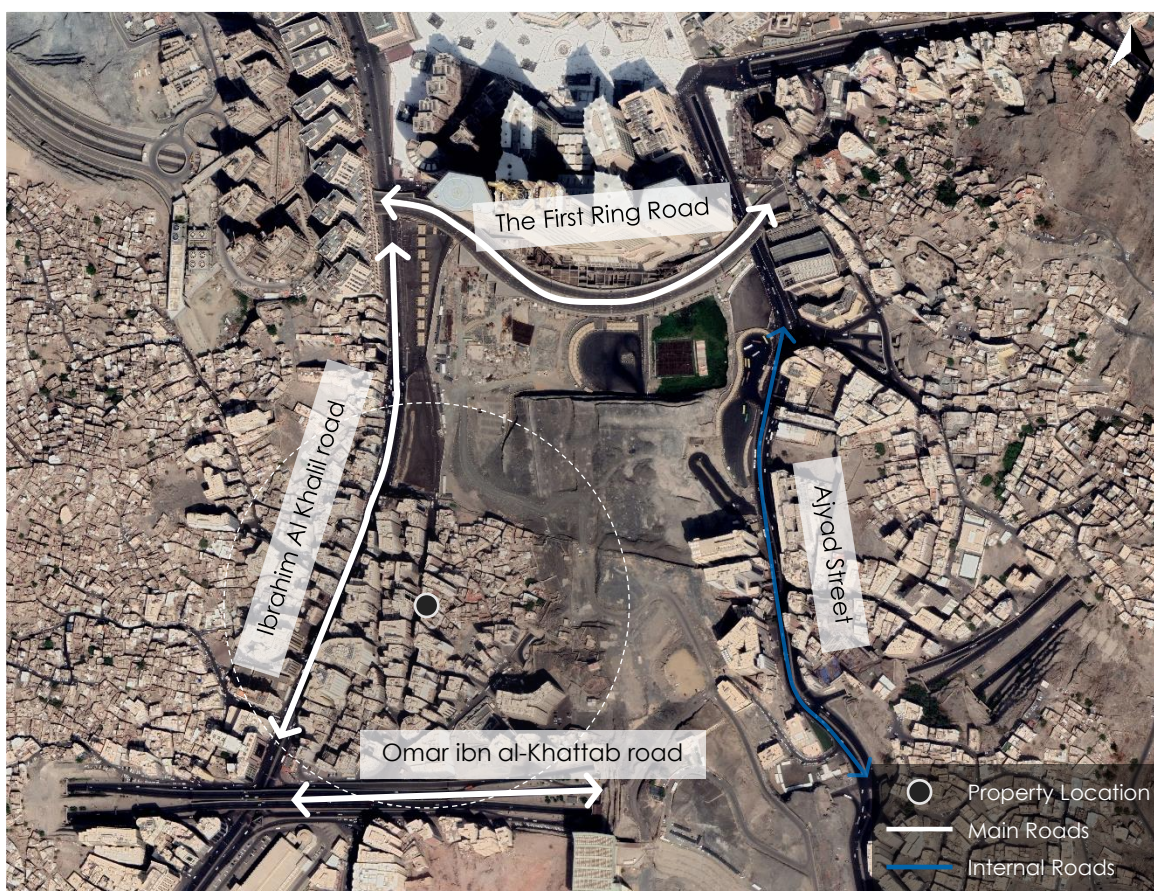 The First Ring Road
Ibrahim Al Khalil road
Ajyad Street
Omar ibn al-Khattab road
Property Location
Main Roads
Internal Roads